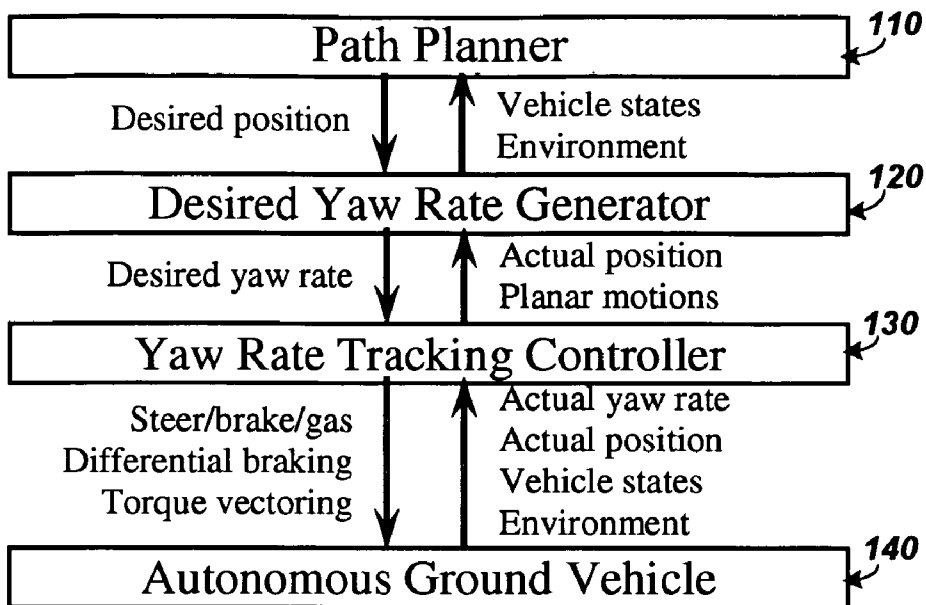 110
Path Planner
Desired position
Vehicle states
Environment
120
Desired Yaw Rate Generator
Desired yaw rate
Actual position
Planar motions
130
Yaw Rate Tracking Controller
Steer/brake/gas
Differential braking
Torque vectoring
Actual yaw rate
Actual position
Vehicle states
Environment
140
Autonomous Ground Vehicle